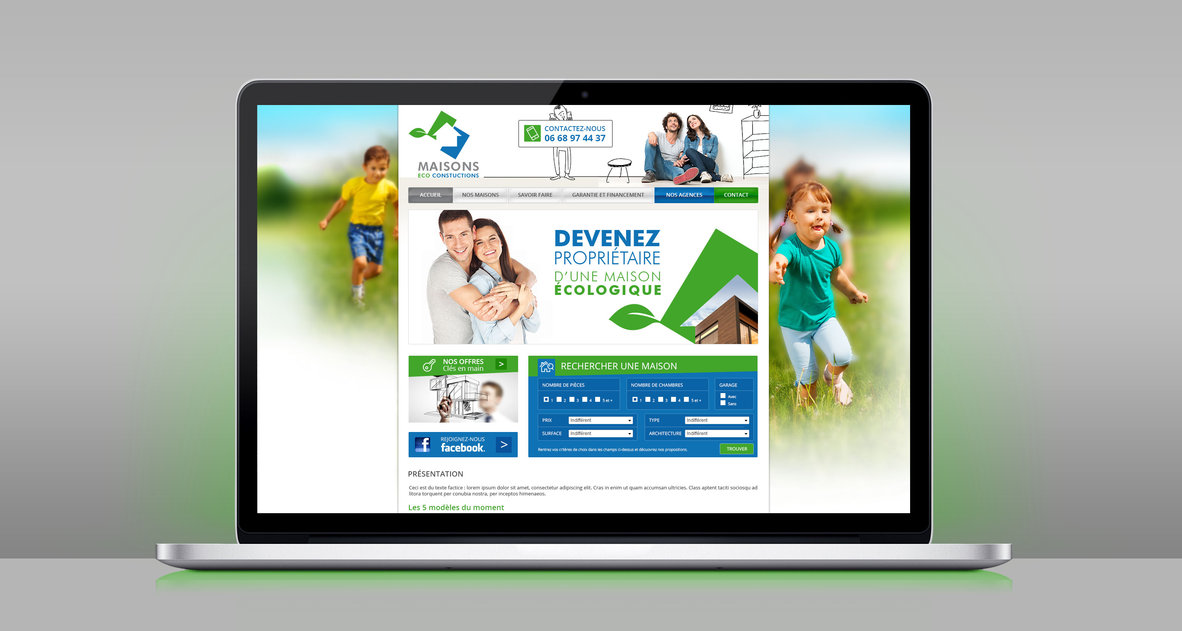 MAISONS
ECO CONSTUCTIONS
CONTACTEZ-NOUS
06 68 97 44 37
ACCUEIL
NOS MAISONS
SAVOIR FAIRE
GARANTIE ET FINANCEMENT
NOS AGENCES
CONTACT
DEVENEZ
PROPRIÉTAIRE
D'UNE MAISON
ÉCOLOGIQUE
NOS OFFRES
Clés en main
>
REJOIGNEZ-NOUS
facebook.
>
RECHERCHER UNE MAISON
NOMBRE DE PIÈCES
1 2 3 4 5 et +
NOMBRE DE CHAMBRES
1 2 3 4 5 et +
GARAGE
Avec
Sans
PRIX Indifférent
TYPE Indifférent
SURFACE Indifférent
ARCHITECTURE Indifférent
Rentrez vos critères de choix dans les champs ci-dessus et découvrez nos propositions.
TROUVER
PRÉSENTATION
Ceci est du texte factice : lorem ipsum dolor sit amet, consectetur adipiscing elit. Cras in enim ut quam accumsan ultricies. Class aptent taciti sociosqu ad
litora torquent per conubia nostra, per inceptos himenaeos.
Les 5 modèles du moment